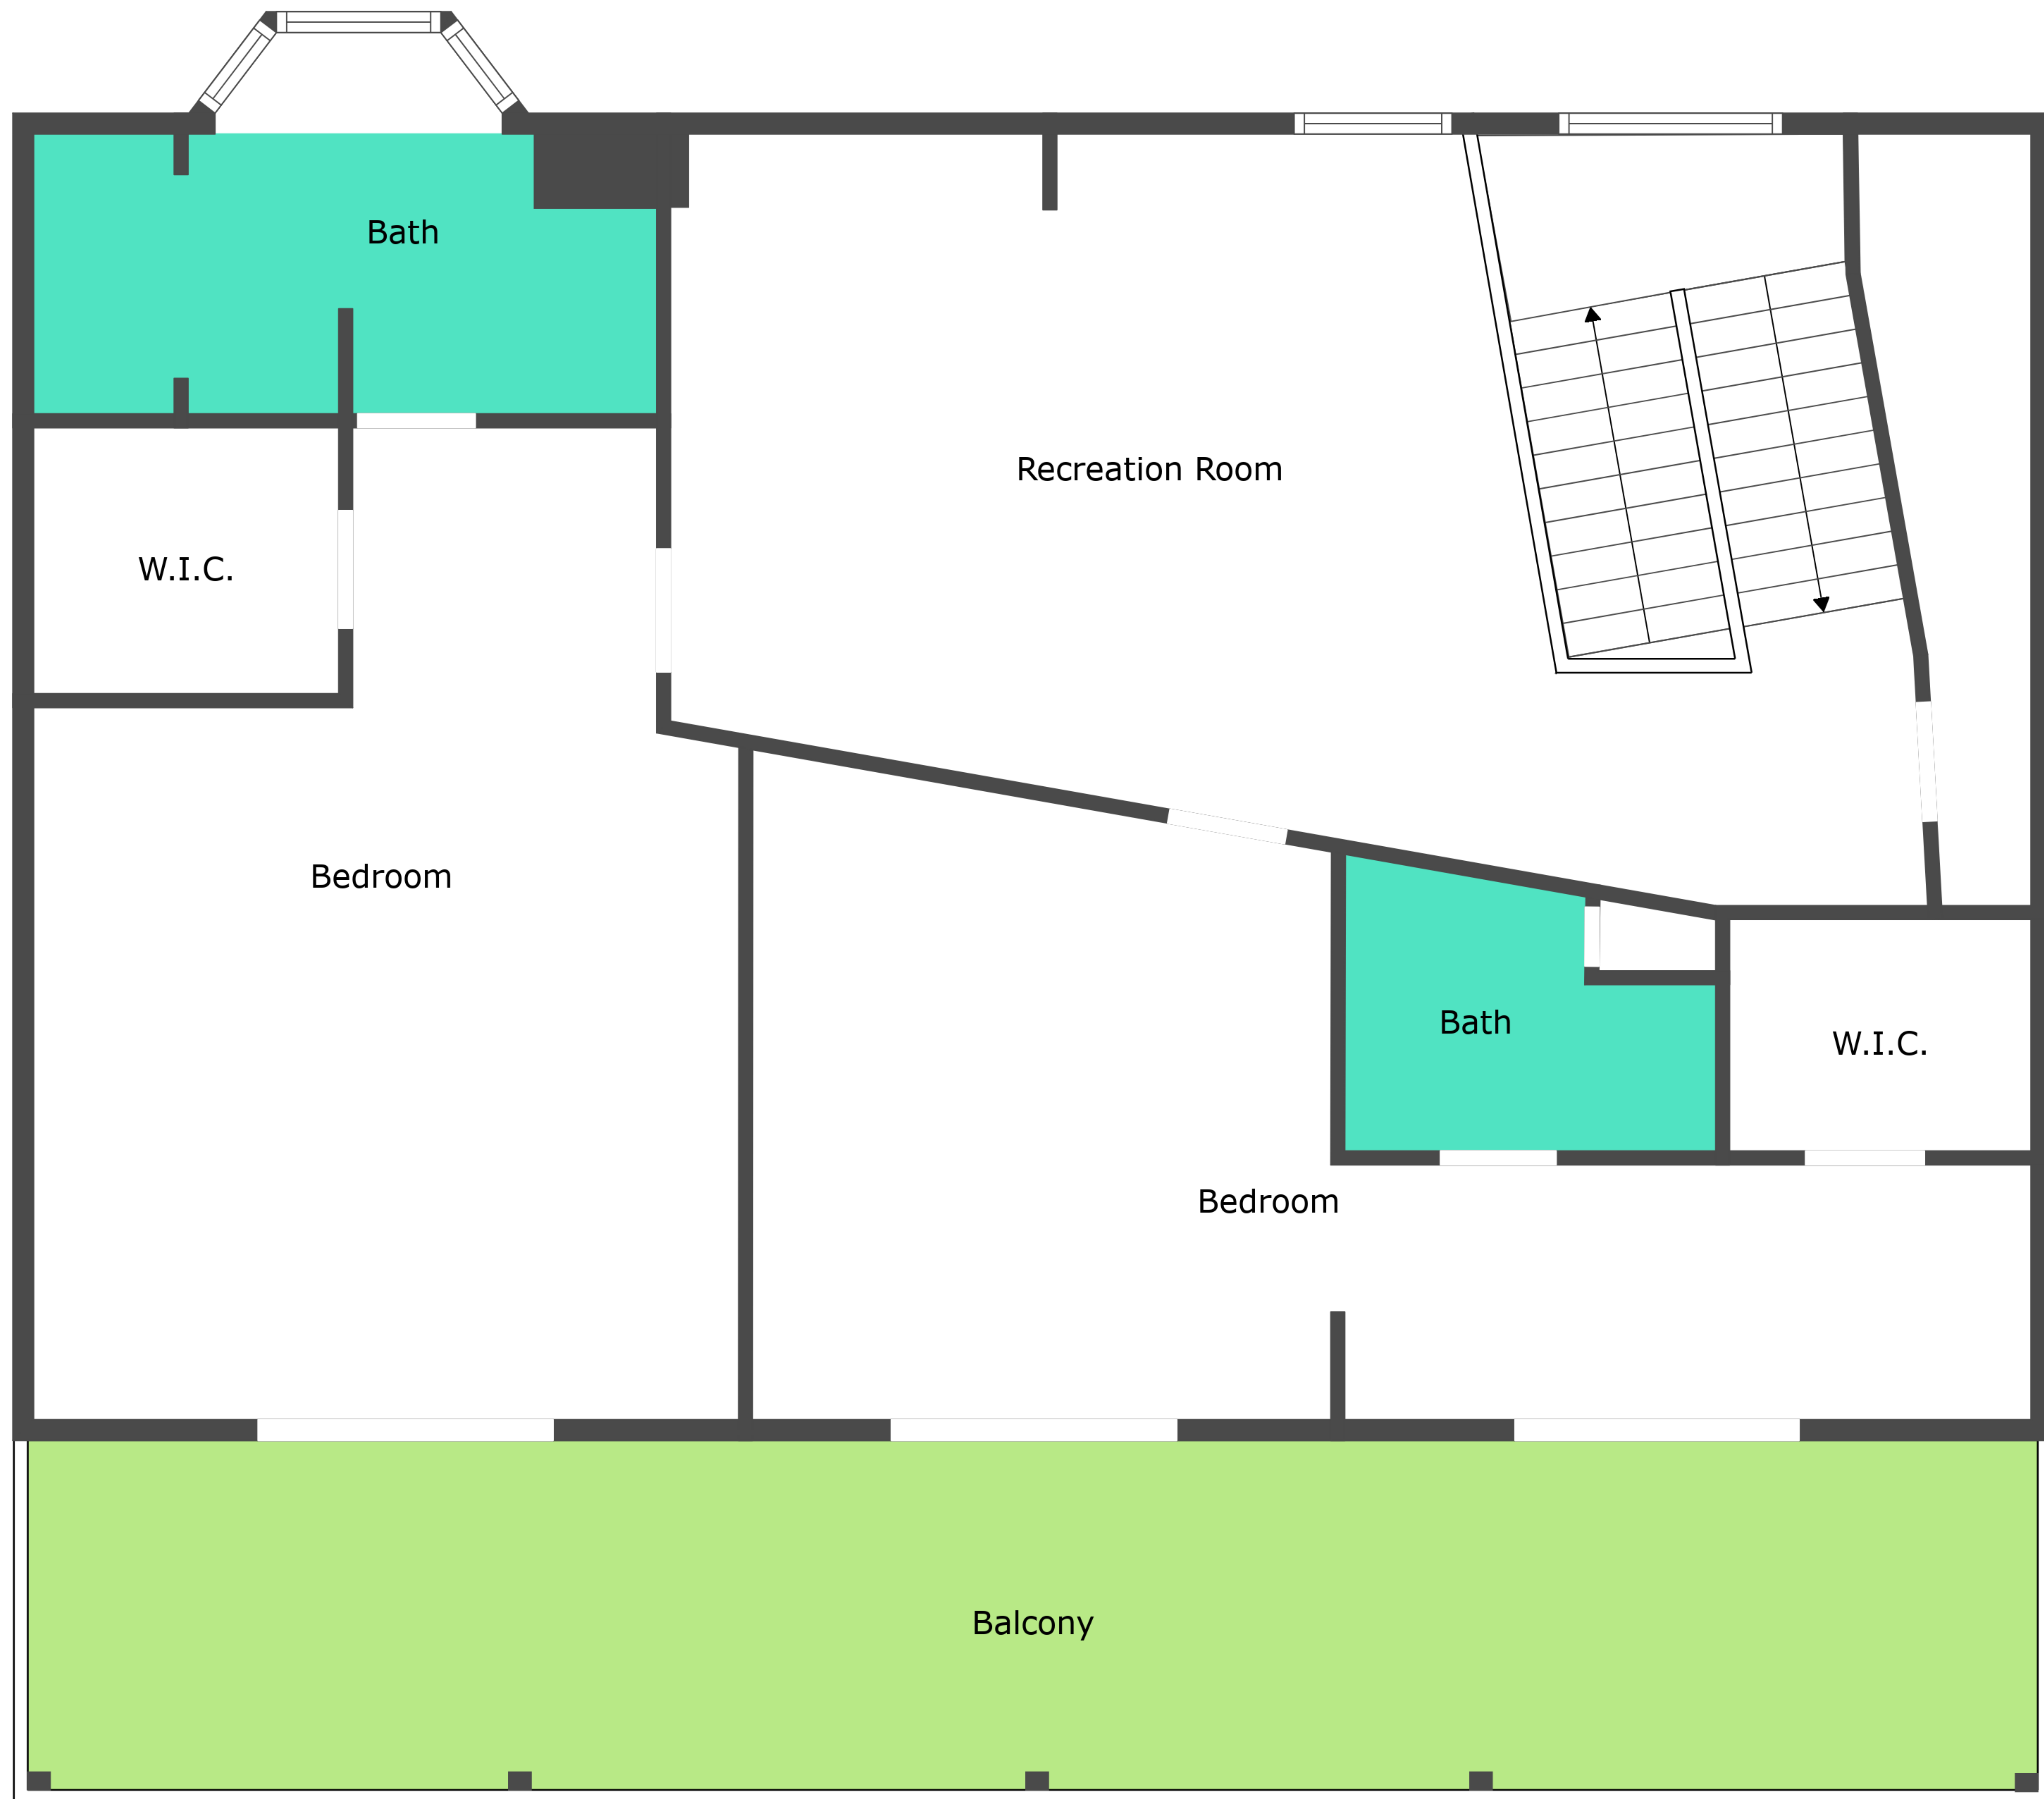 Bath
Recreation Room
W.I.C.
Bedroom
Bath
W.I.C.
Bedroom
Balcony